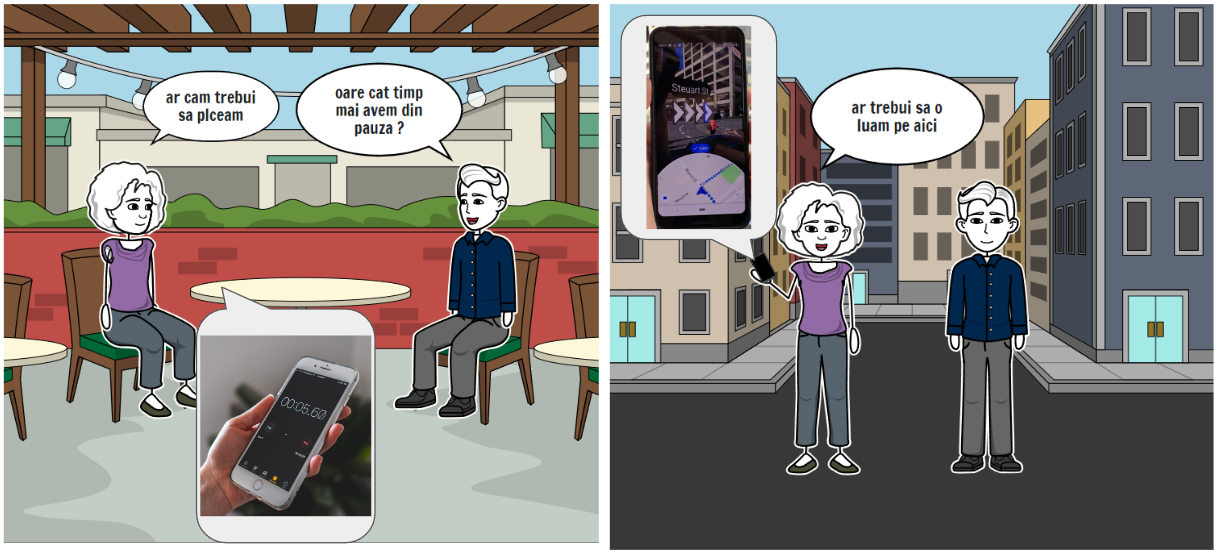 ar cam trebui
sa plceam
oare cat timp
mai avem din
pauza ?
00:05.60
Steuart St
ar trebui sa o
luam pe aici